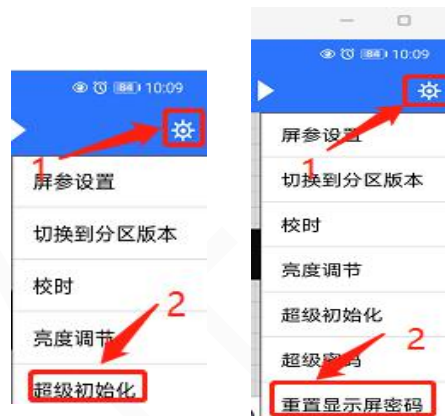 84 10:09
1
屏参设置
切换到分区版本
校时
2
亮度调节
超级初始化
84 10:09
屏参设置
1
切换到分区版本
校时
亮度调节
超级初始化
2
超级密码
重置显示屏密码